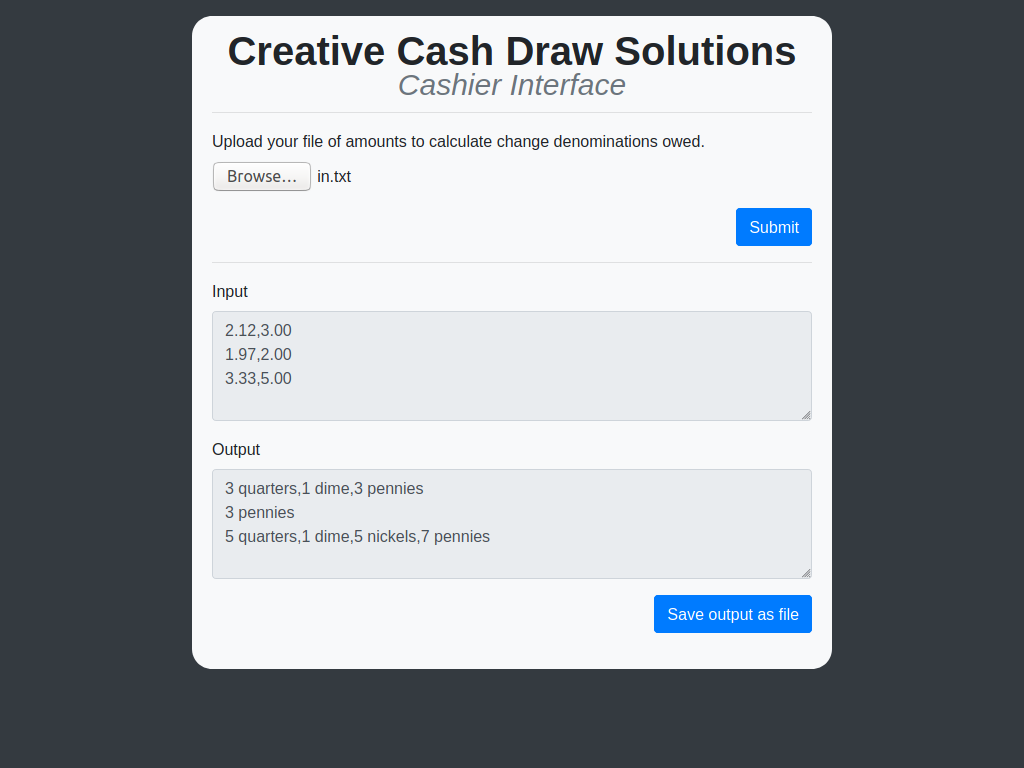 Creative Cash Draw Solutions
Cashier Interface
Upload your file of amounts to calculate change denominations owed.
Browse... in.txt
Submit
Input
2.12,3.00
1.97,2.00
3.33,5.00
Output
3 quarters,1 dime,3 pennies
3 pennies
5 quarters,1 dime,5 nickels,7 pennies
Save output as file